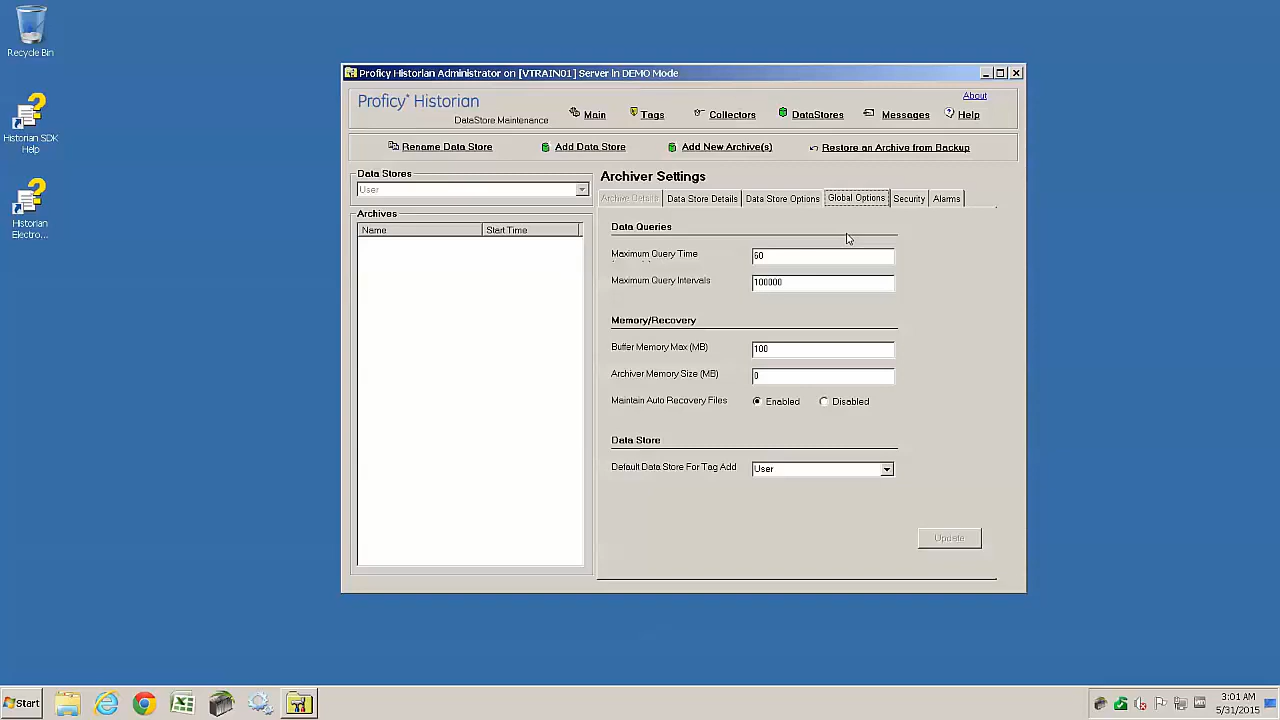 Recycle Bin
Historian SDK
Help
Historian
Electro...
Proficy Historian Administrator on [VTRAIN01] Server in DEMO Mode
About
Proficy* Historian
DataStore Maintenance
Main
Tags
Collectors
DataStores
Messages
Help
Rename Data Store
Add Data Store
Add New Archive(s)
Restore an Archive from Backup
Data Stores
User
Archives
Name
Start Time
Archiver Settings
Archive Details
Data Store Details
Data Store Options
Global Options
Security
Alarms
Data Queries
Maximum Query Time
60
Maximum Query Intervals
100000
Memory/Recovery
Buffer Memory Max (MB)
100
Archiver Memory Size (MB)
0
Maintain Auto Recovery Files
Enabled
Disabled
Data Store
Default Data Store For Tag Add
User
Update
Start
3:01 AM
5/31/2015